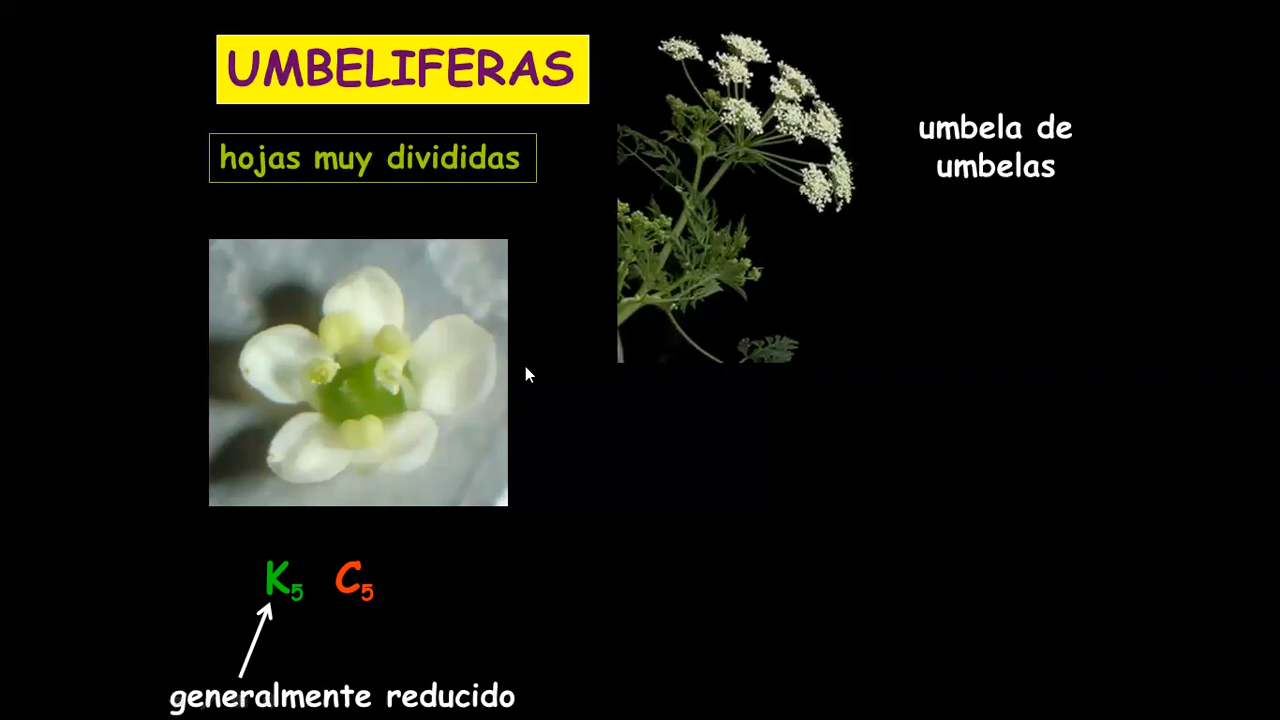 UMBELIFERAS
hojas muy divididas
umbela de
umbelas
K5 C5
generalmente reducido